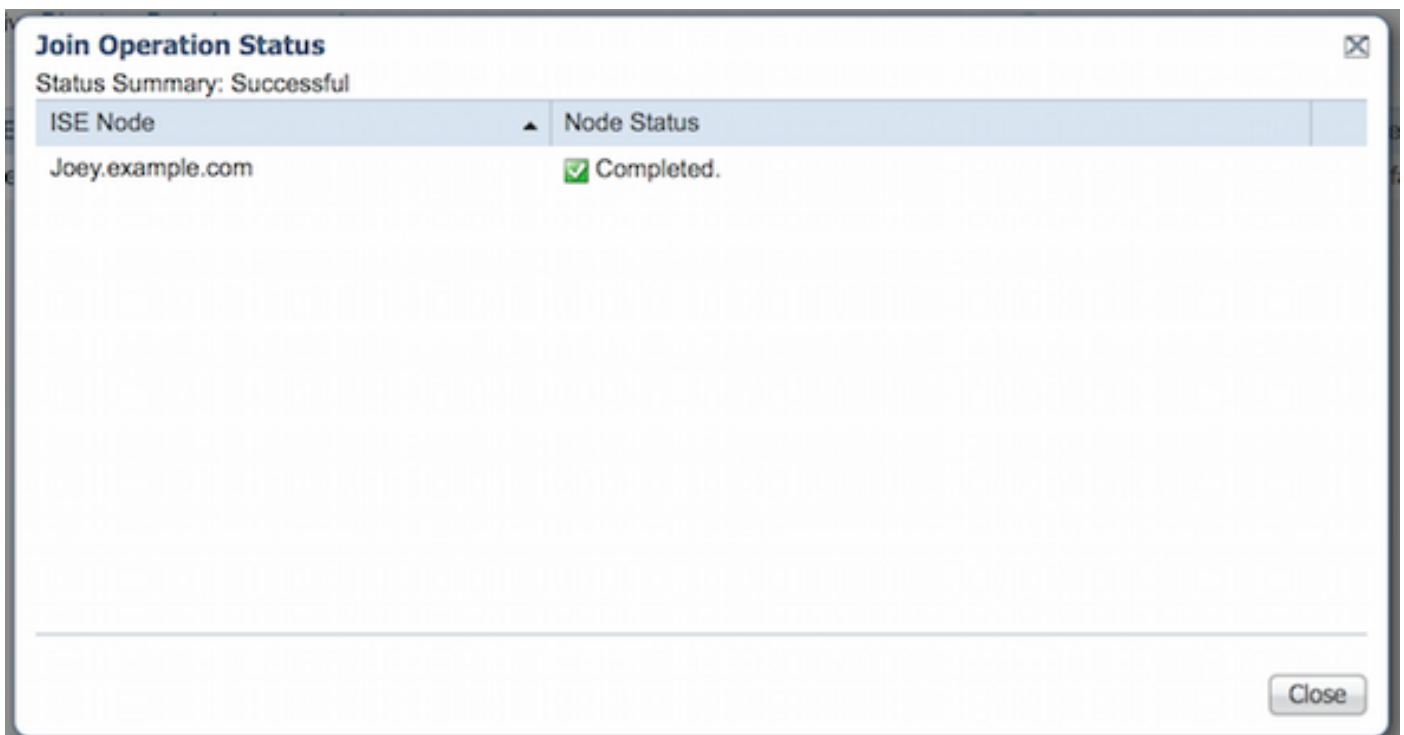 Join Operation Status
Status Summary: Successful
ISE Node Node Status
Joey.example.com Completed.
Close